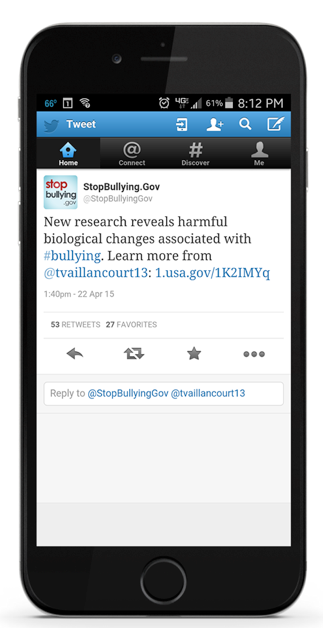 66° 1 4G 61% 8:12 PM
Tweet
Home Connect Discover Me
stop
bullying
.gov
StopBullying.Gov
@StopBullyingGov
New research reveals harmful
biological changes associated with
#bullying. Learn more from
@tvaillancourt13: 1.usa.gov/1K2IMYq
1:40pm - 22 Apr 15
53 RETWEETS 27 FAVORITES
Reply to @StopBullyingGov @tvaillancourt13